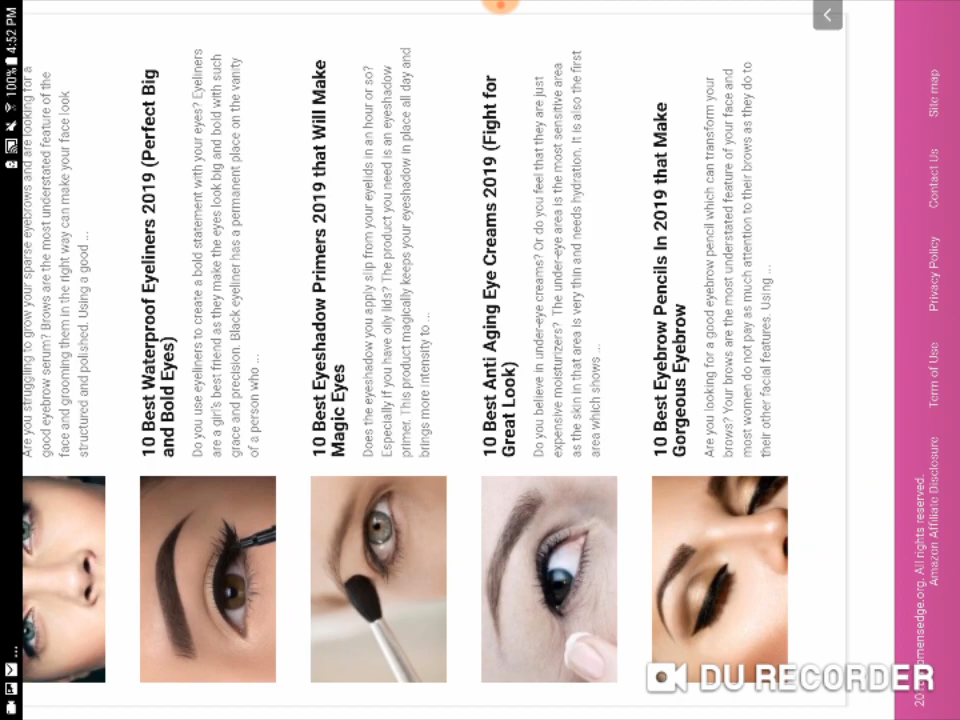 100% 4:52 PM
Are you struggling to grow your sparse eyebrows and are looking for a
good eyebrow serum? Brows are the most understated feature of the
face and grooming them in the right way can make your face look
structured and polished. Using a good ...
10 Best Waterproof Eyeliners 2019 (Perfect Big
and Bold Eyes)
Do you use eyeliners to create a bold statement with your eyes? Eyeliners
are a girl's best friend as they make the eyes look big and bold with such
grace and precision. Black eyeliner has a permanent place on the vanity
of a person who ...
10 Best Eyeshadow Primers 2019 that Will Make
Magic Eyes
Does the eyeshadow you apply slip from your eyelids in an hour or so?
Especially if you have oily lids? The product you need is an eyeshadow
primer. This product magically keeps your eyeshadow in place all day and
brings more intensity to ...
10 Best Anti Aging Eye Creams 2019 (Fight for
Great Look)
Do you believe in under-eye creams? Or do you feel that they are just
expensive moisturizers? The under-eye area is the most sensitive area
as the skin in that area is very thin and needs hydration. It is also the first
area which shows ...
10 Best Eyebrow Pencils In 2019 that Make
Gorgeous Eyebrow
Are you looking for a good eyebrow pencil which can transform your
brows? Your brows are the most understated feature of your face and
most women do not pay as much attention to their brows as they do to
their other facial features. Using ...
womensedge.org. All rights reserved.
Amazon Affiliate Disclosure Term of Use Privacy Policy Contact Us Site map
DU RECORDER